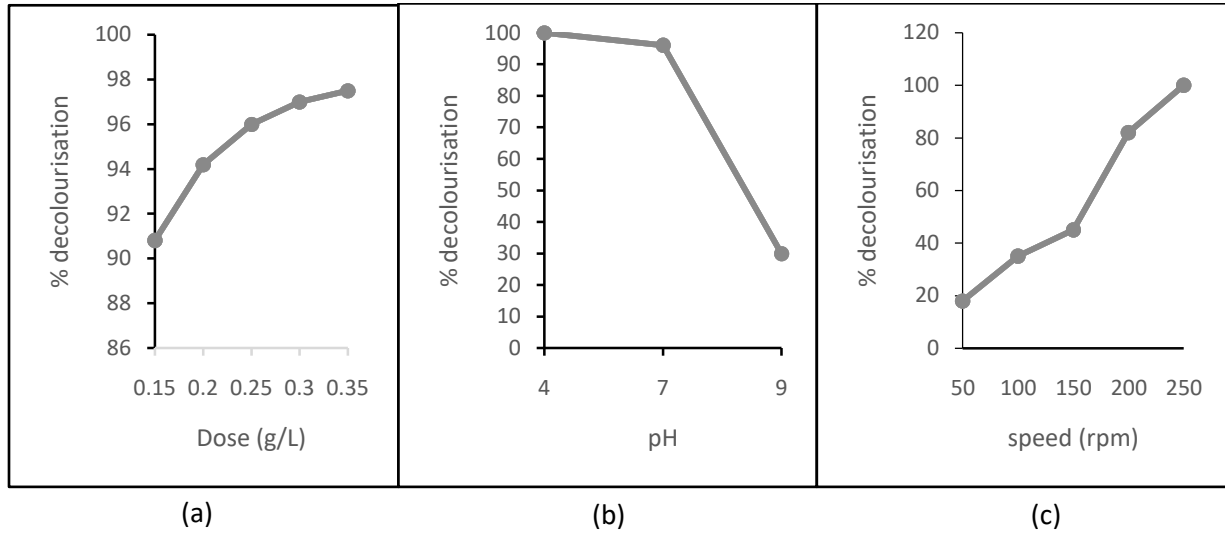 100
98
96
94
92
90
88
86
% decolourisation
0.15 0.2 0.25 0.3 0.35
Dose (g/L)
(a)
100
90
80
70
60
50
40
30
20
10
0
% decolourisation
4 7 9
pH
(b)
120
100
80
60
40
20
0
% decolourisation
50 100 150 200 250
speed (rpm)
(c)